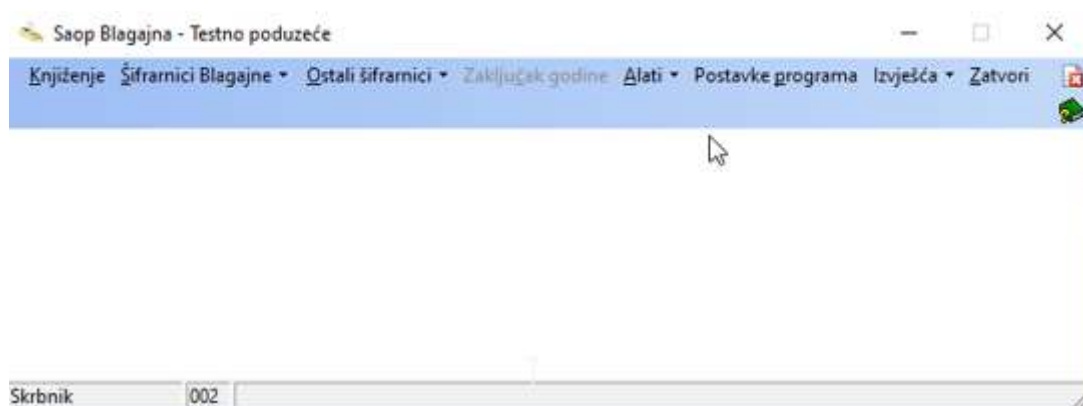 Saop Blagajna - Testno poduzeće
Knjiženje Šifrarnici Blagajne Ostali šifrarnici Zaključak godine Alati Postavke programa Izvješća Zatvori
Skrbnik 002